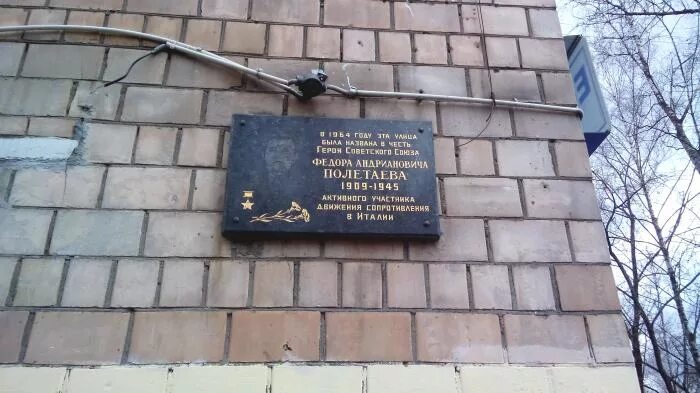 В 1964 ГОДУ ЭТА УЛИЦА
БЫЛА НАЗВАНА В ЧЕСТЬ
ГЕРОЯ СОВЕТСКОГО СОЮЗА
ФЕДОРА АНДРИАНОВИЧА
ПОЛЕТАЕВА
1909-1945
АКТИВНОГО УЧАСТНИКА
ДВИЖЕНИЯ СОПРОТИВЛЕНИЯ
В ИТАЛИИ